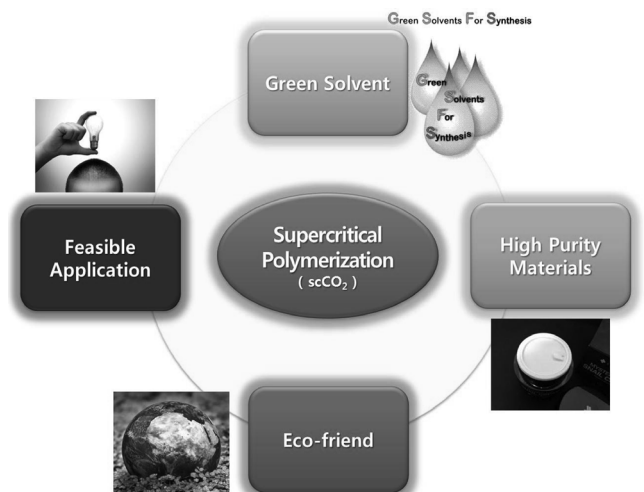 Green Solvents For Synthesis
Green Solvent
Green
Solvents
For
Synthesis
Feasible
Application
Supercritical
Polymerization
( scCO₂ )
High Purity
Materials
Eco-friend